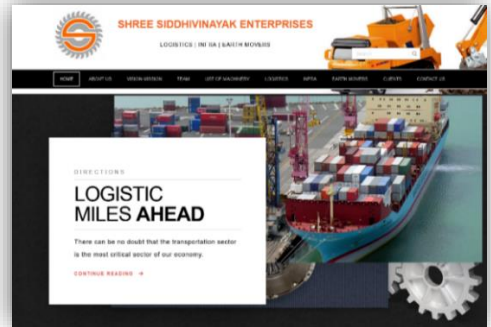 SHREE SIDDHIVINAYAK ENTERPRISES
LOGISTICS | INFRA | EARTH MOVERS
HOME ABOUT US VISION-MISSION TEAM LIST OF MACHINERY LOGISTICS INFRA EARTH MOVERS CLIENTS CONTACT US
DIRECTIONS
LOGISTIC
MILES AHEAD
There can be no doubt that the transportation sector
is the most critical sector of our economy.
CONTINUE READING →